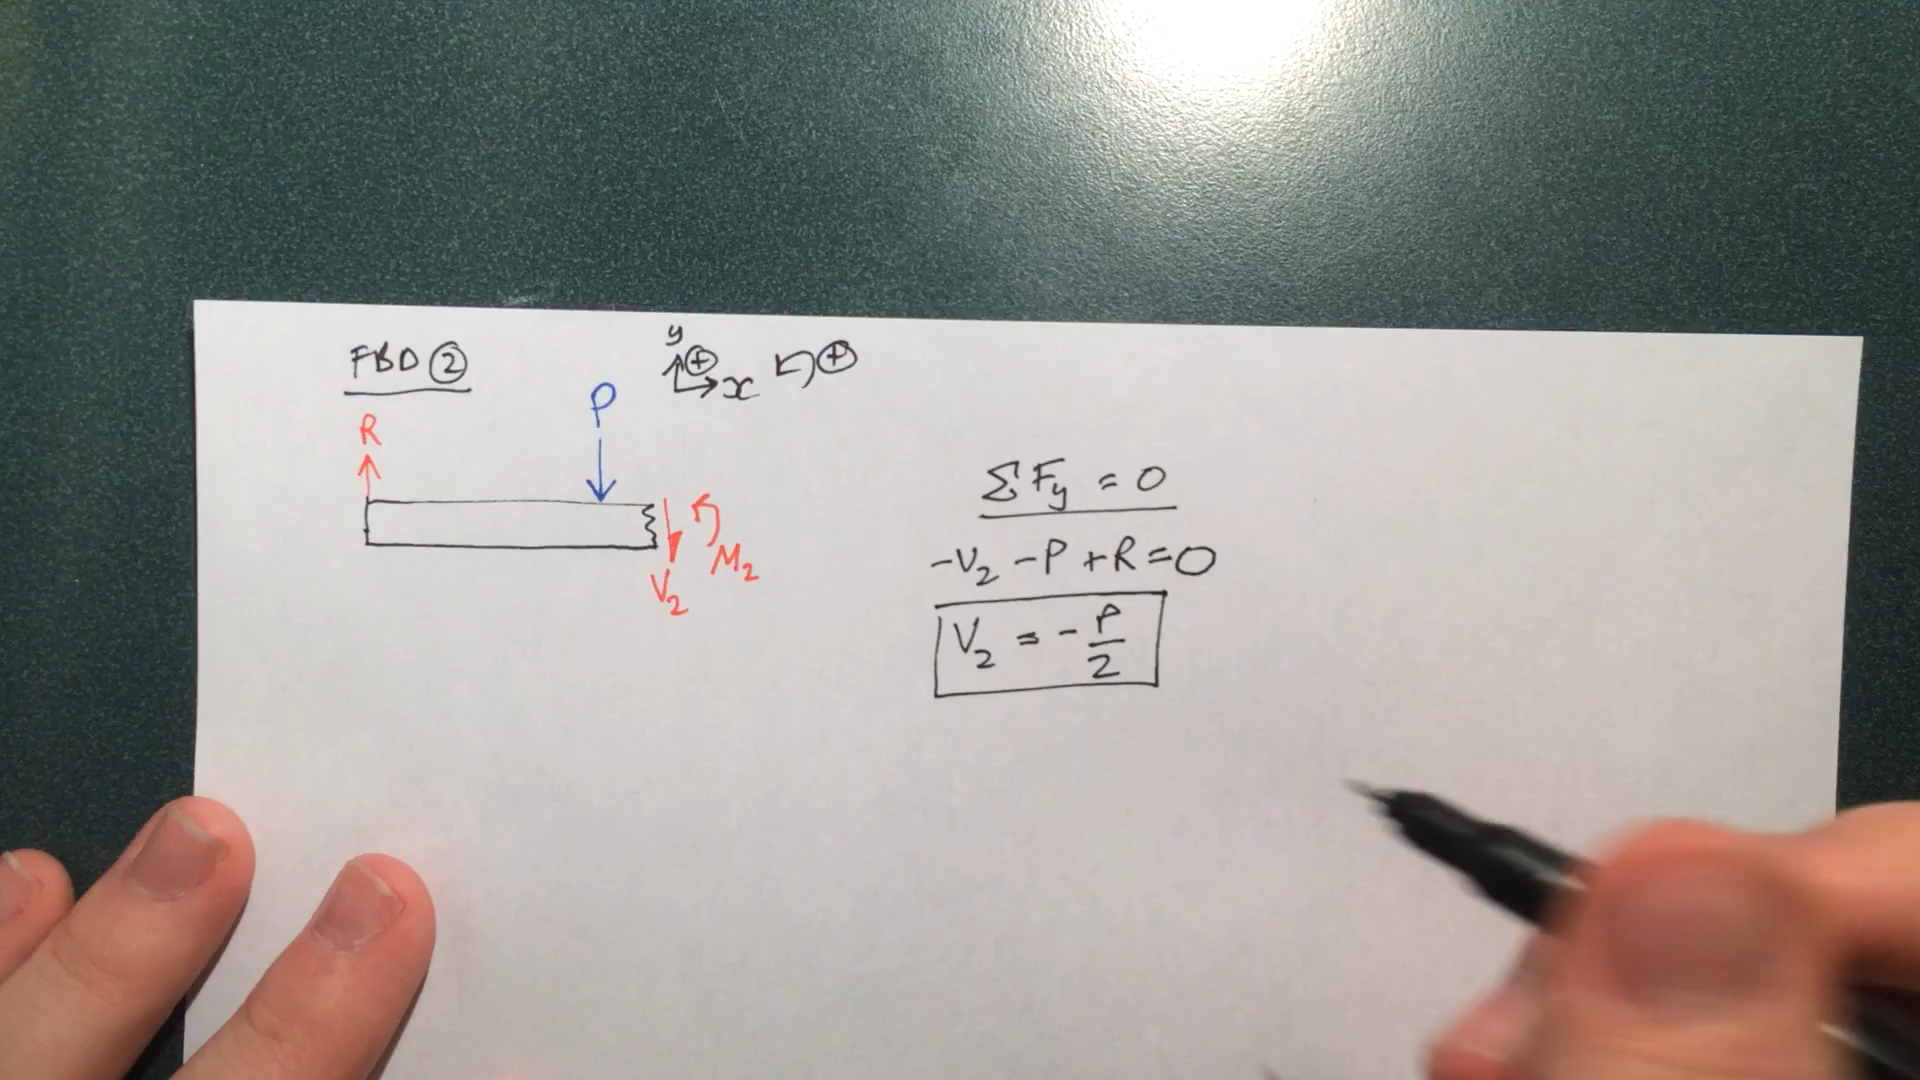 FBD ②
y
⊕
x
⊕
P
R
M₂
V₂
ΣFy = 0
-V₂ - P + R = 0
V₂ = - P/2